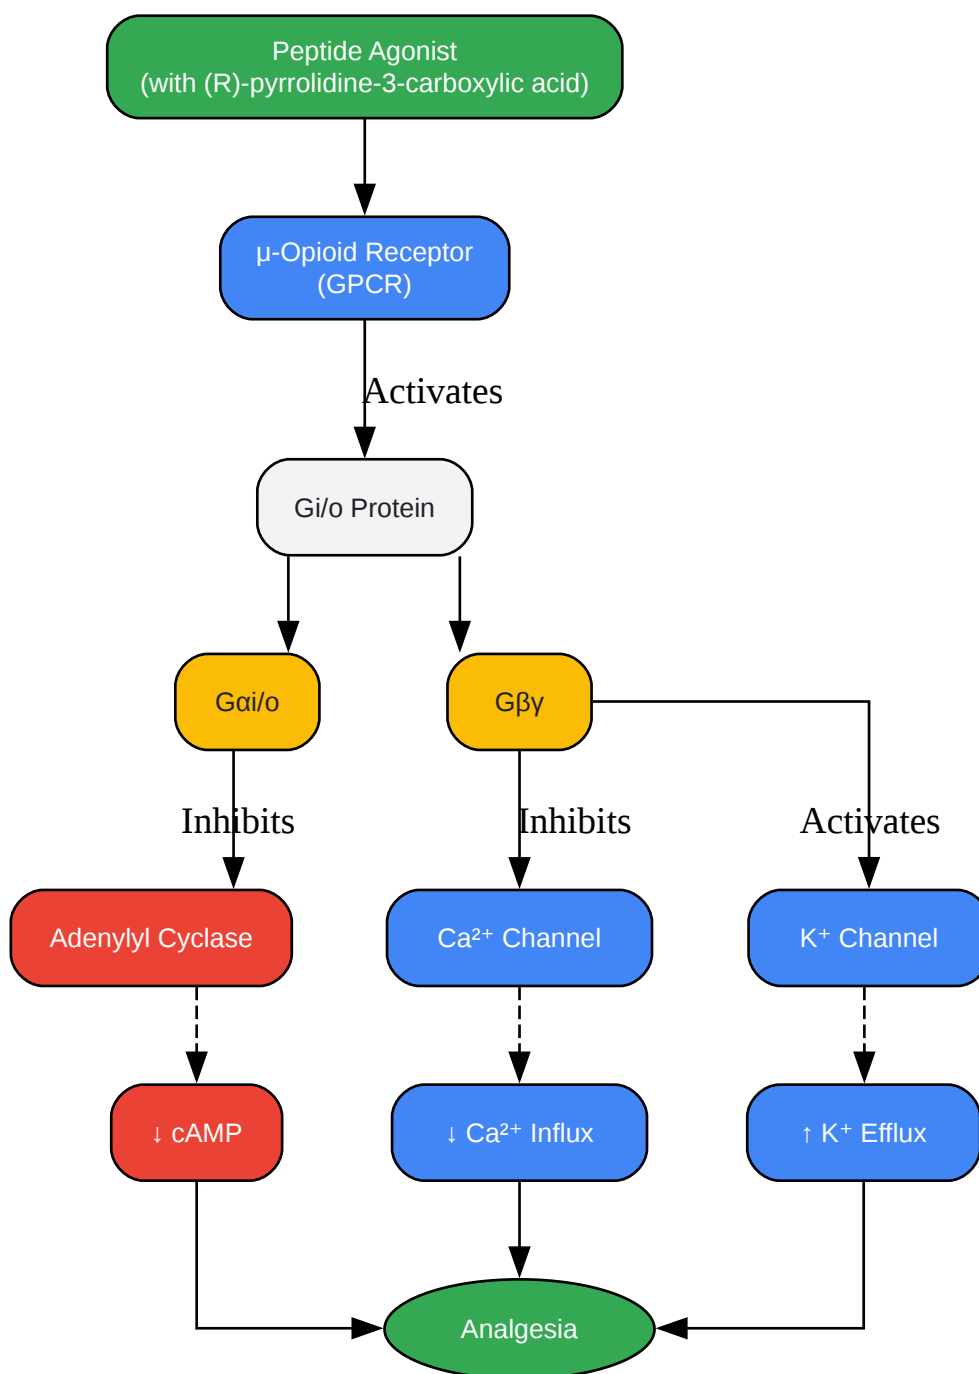 Peptide Agonist
(with (R)-pyrrolidine-3-carboxylic acid)
μ-Opioid Receptor
(GPCR)
Activates
Gi/o Protein
Gαi/o
Gβγ
Inhibits
Inhibits
Activates
Adenylyl Cyclase
Ca²⁺ Channel
K⁺ Channel
↓ cAMP
↓ Ca²⁺ Influx
↑ K⁺ Efflux
Analgesia